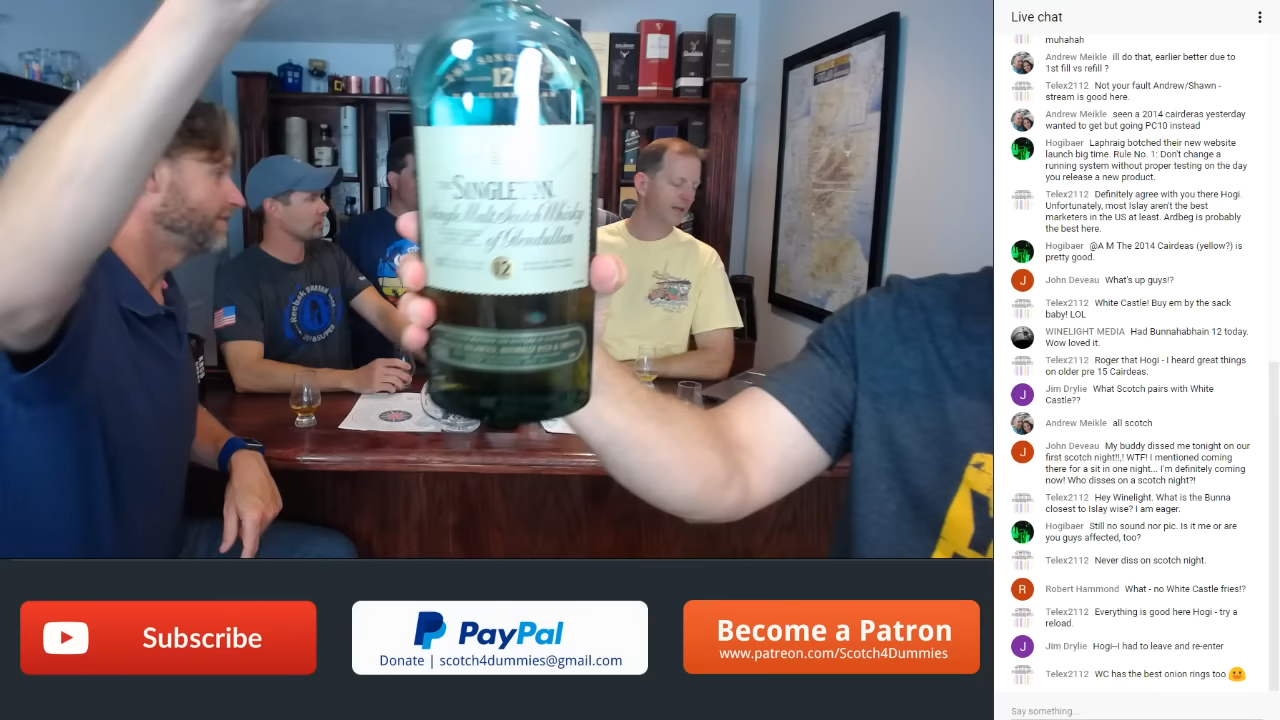 12
THE SINGLETON
Single Malt Scotch Whisky
of Glendullan
12
Reebok
Subscribe
PayPal
Donate | scotch4dummies@gmail.com
Become a Patron
www.patreon.com/Scotch4Dummies
Live chat
muhahah
Andrew Meikle ill do that, earlier better due to
1st fill vs refill ?
Telex2112 Not your fault Andrew/Shawn -
stream is good here.
Andrew Meikle seen a 2014 cairderas yesterday
wanted to get but going PC10 instead
Hogibaer Laphraig botched their new website
launch big time. Rule No. 1: Don't change a
running system without proper testing on the day
you release a new product.
Telex2112 Definitely agree with you there Hogi.
Unfortunately, most Islay aren't the best
marketers in the US at least. Ardbeg is probably
the best here.
Hogibaer @A M The 2014 Cairdeas (yellow?) is
pretty good.
J
John Deveau What's up guys!?
Telex2112 White Castle! Buy em by the sack
baby! LOL
WINELIGHT MEDIA Had Bunnahabhain 12 today.
Wow loved it.
Telex2112 Roger that Hogi - I heard great things
on older pre 15 Cairdeas.
J
Jim Drylie What Scotch pairs with White
Castle??
Andrew Meikle all scotch
J
John Deveau My buddy dissed me tonight on our
first scotch night!!,! WTF! I mentioned coming
there for a sit in one night... I'm definitely coming
now! Who disses on a scotch night?!
Telex2112 Hey Winelight. What is the Bunna
closest to Islay wise? I am eager.
Hogibaer Still no sound nor pic. Is it me or are
you guys affected, too?
Telex2112 Never diss on scotch night.
R
Robert Hammond What - no White Castle fries!?
Telex2112 Everything is good here Hogi - try a
reload.
J
Jim Drylie Hogi--I had to leave and re-enter
Telex2112 WC has the best onion rings too
Say something...